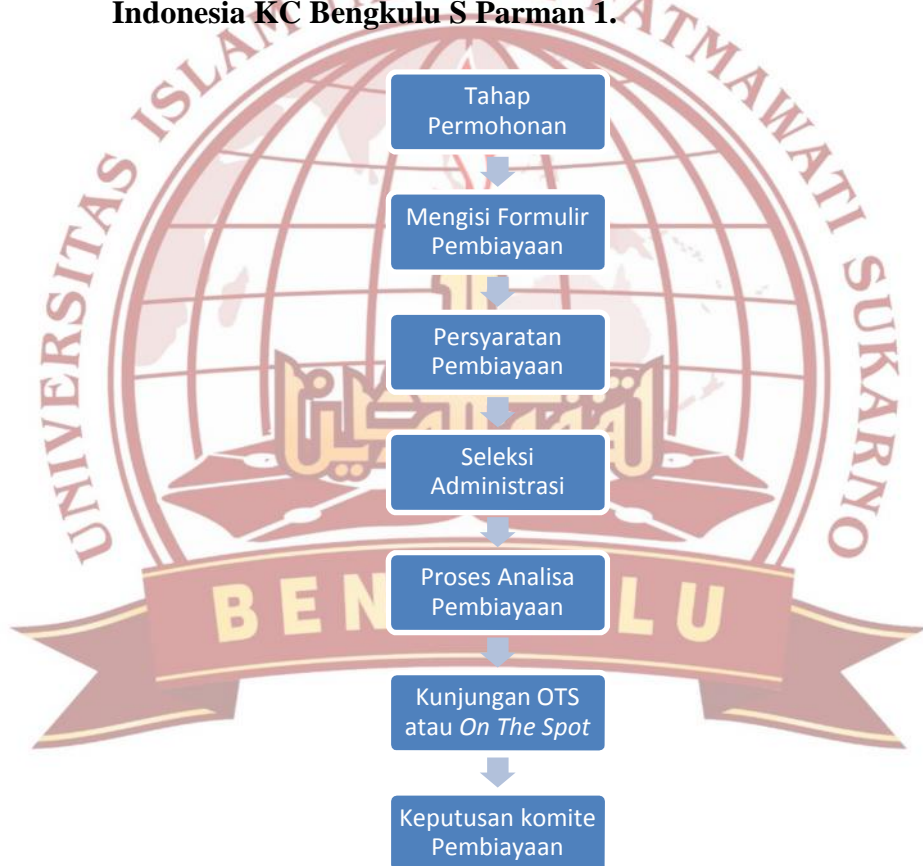 Indonesia KC Bengkulu S Parman 1.
Tahap
Permohonan
Mengisi Formulir
Pembiayaan
Persyaratan
Pembiayaan
Seleksi
Administrasi
Proses Analisa
Pembiayaan
Kunjungan OTS
atau On The Spot
Keputusan komite
Pembiayaan